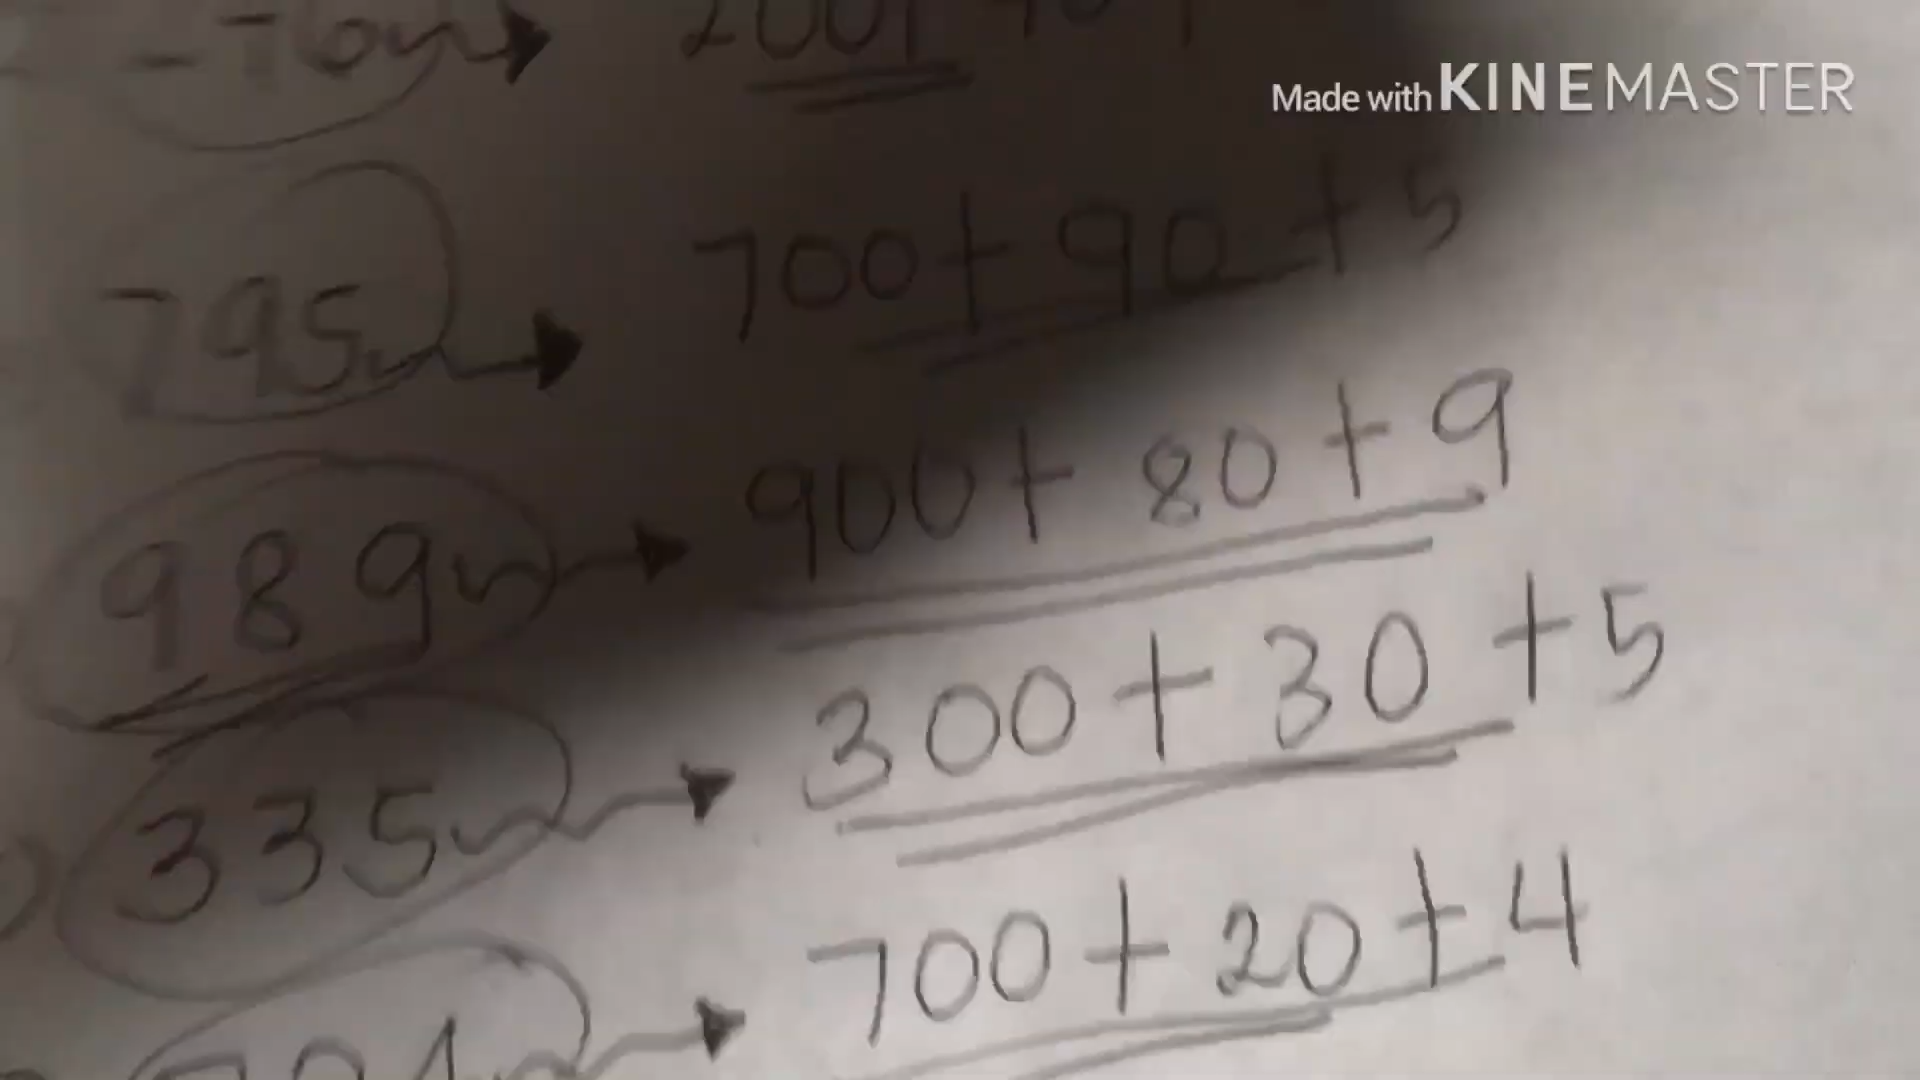 Made with KINEMASTER
795 → 700 + 90 + 5
989 → 900 + 80 + 9
335 → 300 + 30 + 5
→ 700 + 20 + 4